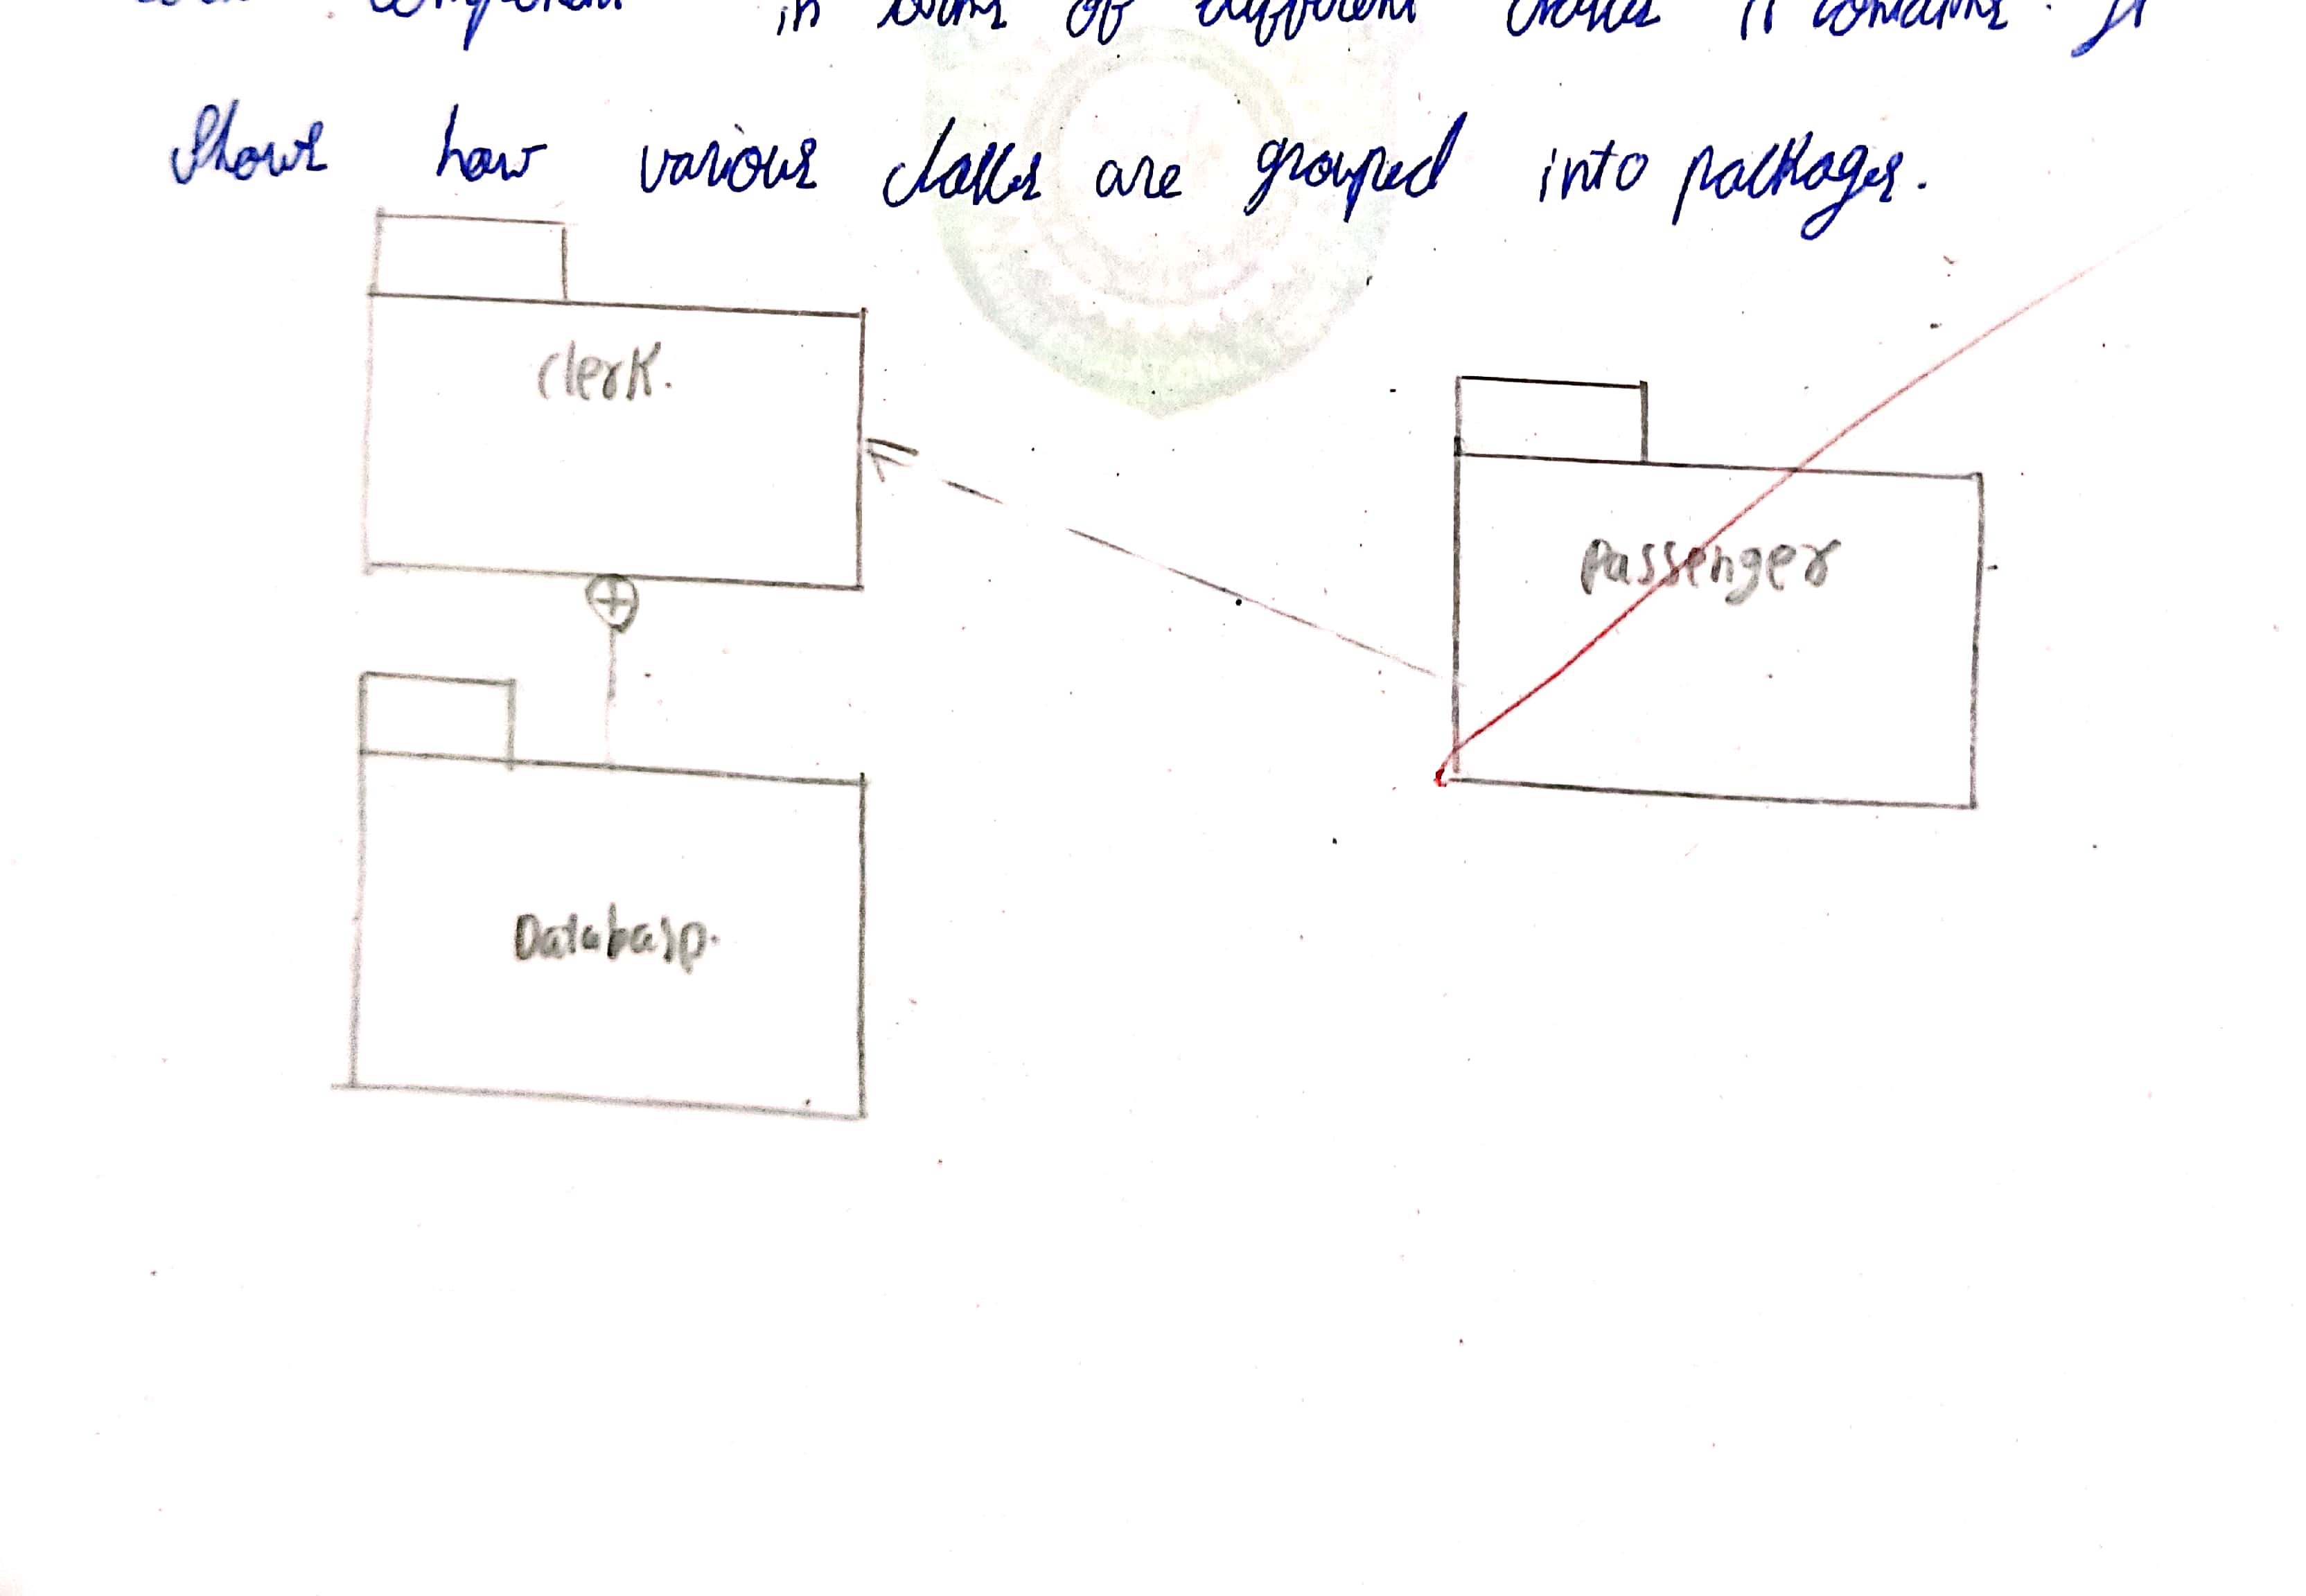 component in terms of different classes it contains. It
Shows how various classes are grouped into packages.
clerk.
passenger
Database.